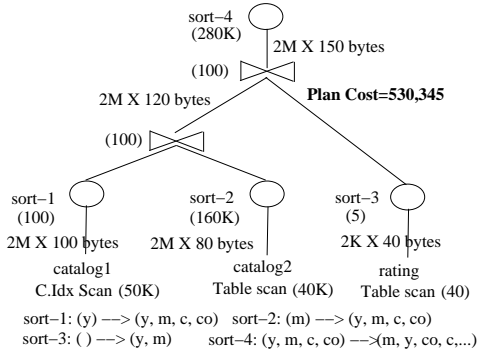 sort−4
(280K)
2M X 150 bytes
(100)
Plan Cost=530,345
2M X 120 bytes
(100)
sort−1
(100)
sort−2
(160K)
sort−3
(5)
2M X 100 bytes
2M X 80 bytes
2K X 40 bytes
catalog1
C.Idx Scan (50K)
catalog2
Table scan (40K)
rating
Table scan (40)
sort−1: (y) −−> (y, m, c, co) sort−2: (m) −−> (y, m, c, co)
sort−3: ( ) −−> (y, m) sort−4: (y, m, c, co) −−>(m, y, co, c,...)